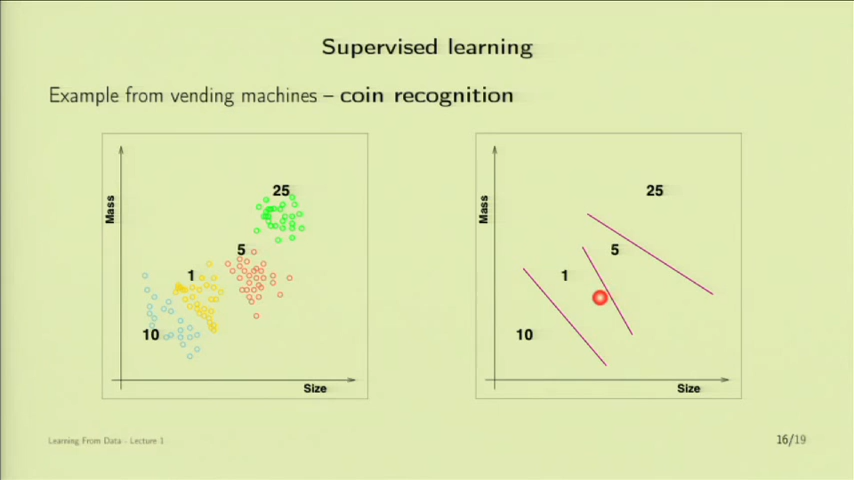 Supervised learning
Example from vending machines – coin recognition
25
5
1
10
Mass
Size
25
5
1
10
Mass
Size
Learning From Data - Lecture 1
16/19